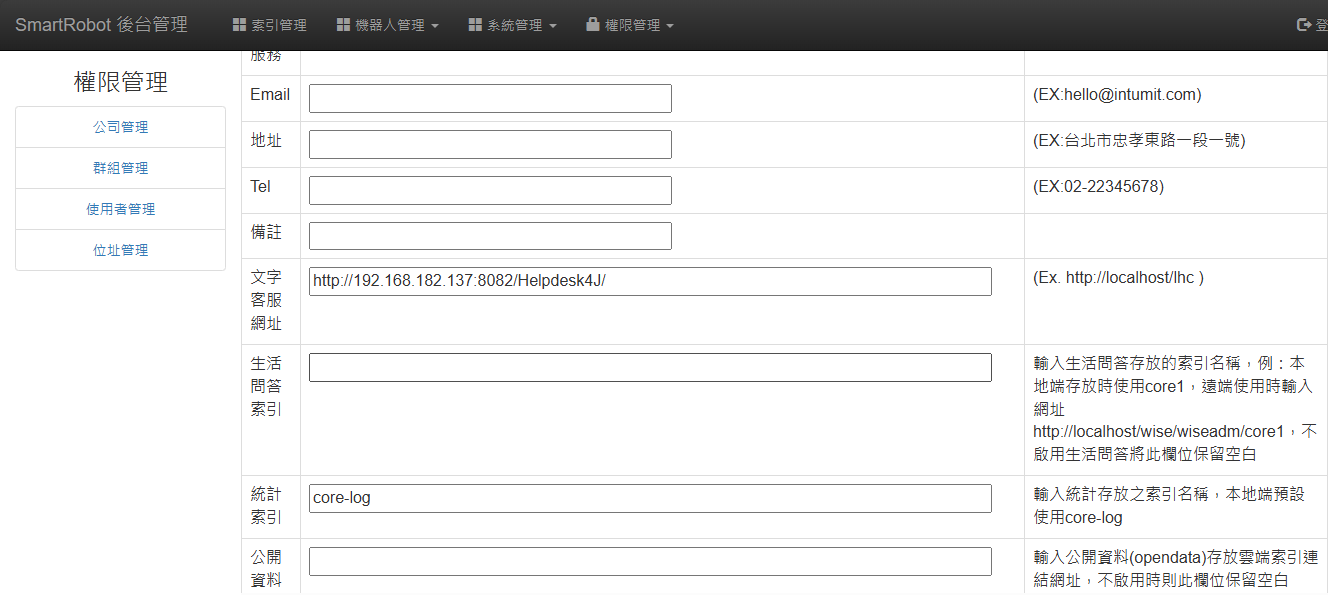 SmartRobot 後台管理 索引管理 機器人管理 系統管理 權限管理 登
權限管理
公司管理
群組管理
使用者管理
位址管理
服務
Email (EX:hello@intumit.com)
地址 (EX:台北市忠孝東路一段一號)
Tel (EX:02-22345678)
備註
文字
客服
網址
http://192.168.182.137:8082/Helpdesk4J/
(Ex. http://localhost/lhc )
生活
問答
索引
輸入生活問答存放的索引名稱，例：本
地端存放時使用core1，遠端使用時輸入
網址
http://localhost/wise/wiseadm/core1，不
啟用生活問答將此欄位保留空白
統計
索引
core-log
輸入統計存放之索引名稱，本地端預設
使用core-log
公開
資料
輸入公開資料(opendata)存放雲端索引連
結網址，不啟用時則此欄位保留空白